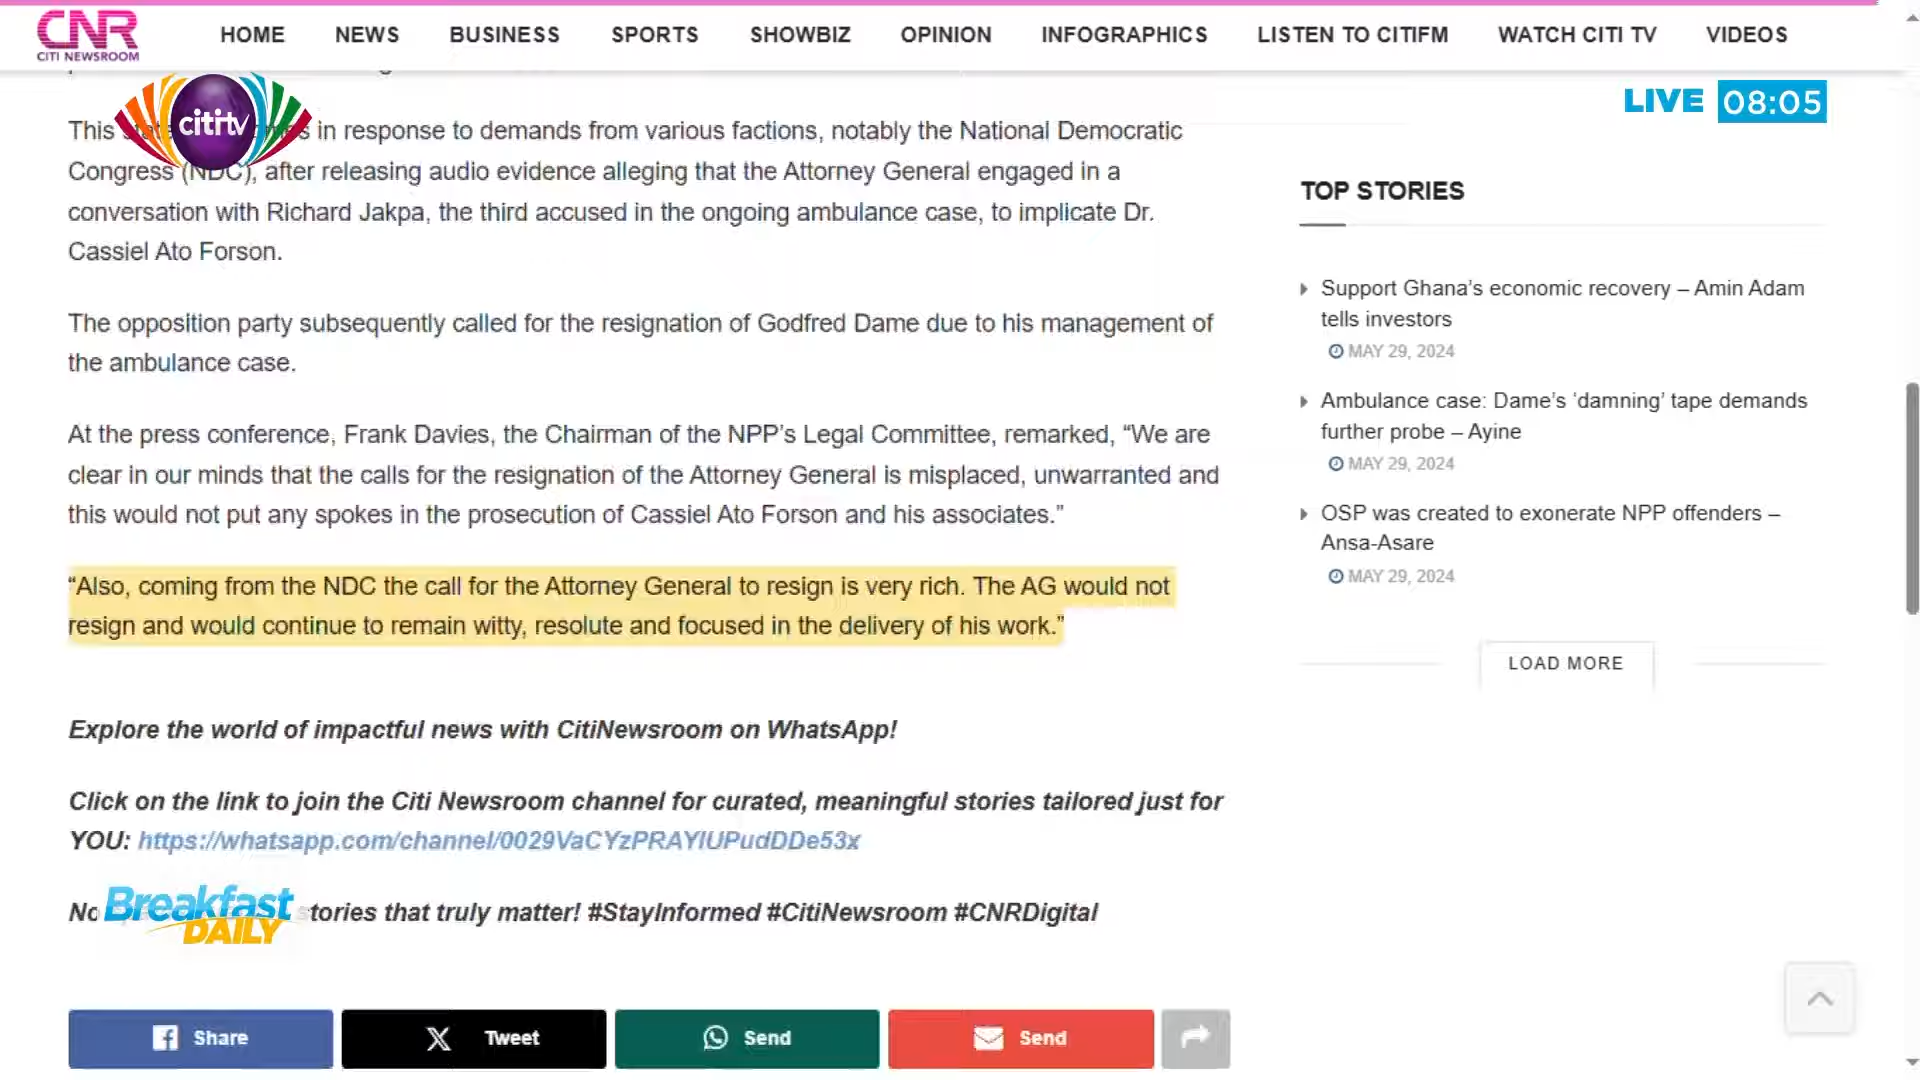 CNR
CITI NEWSROOM
HOME NEWS BUSINESS SPORTS SHOWBIZ OPINION INFOGRAPHICS LISTEN TO CITIFM WATCH CITI TV VIDEOS
cititv
LIVE 08:05
This in response to demands from various factions, notably the National Democratic
Congress (NDC), after releasing audio evidence alleging that the Attorney General engaged in a
conversation with Richard Jakpa, the third accused in the ongoing ambulance case, to implicate Dr.
Cassiel Ato Forson.
The opposition party subsequently called for the resignation of Godfred Dame due to his management of
the ambulance case.
At the press conference, Frank Davies, the Chairman of the NPP’s Legal Committee, remarked, “We are
clear in our minds that the calls for the resignation of the Attorney General is misplaced, unwarranted and
this would not put any spokes in the prosecution of Cassiel Ato Forson and his associates.”
“Also, coming from the NDC the call for the Attorney General to resign is very rich. The AG would not
resign and would continue to remain witty, resolute and focused in the delivery of his work.”
Explore the world of impactful news with CitiNewsroom on WhatsApp!
Click on the link to join the Citi Newsroom channel for curated, meaningful stories tailored just for
YOU: https://whatsapp.com/channel/0029VaCYzPRAYlUPudDDe53x
tories that truly matter! #StayInformed #CitiNewsroom #CNRDigital
Breakfast
DAILY
Share
Tweet
Send
Send
TOP STORIES
Support Ghana’s economic recovery – Amin Adam
tells investors
MAY 29, 2024
Ambulance case: Dame’s ‘damning’ tape demands
further probe – Ayine
MAY 29, 2024
OSP was created to exonerate NPP offenders –
Ansa-Asare
MAY 29, 2024
LOAD MORE